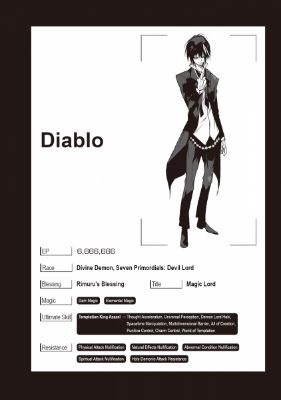 Diablo
EP 6,666,666
Race Divine Demon, Seven Primordials: Devil Lord
Blessing Rimuru's Blessing Title Magic Lord
Magic Dark Magic Elemental Magic
Ultimate Skill Temptation King Azazel — Thought Acceleration, Universal Perception, Demon Lord Haki,
Spacetime Manipulation, Multidimensional Barrier, All of Creation,
Punitive Control, Charm Control, World of Temptation
Resistance Physical Attack Nullification Natural Effects Nullification Abnormal Condition Nullification
Spiritual Attack Nullification Holy-Demonic Attack Resistance